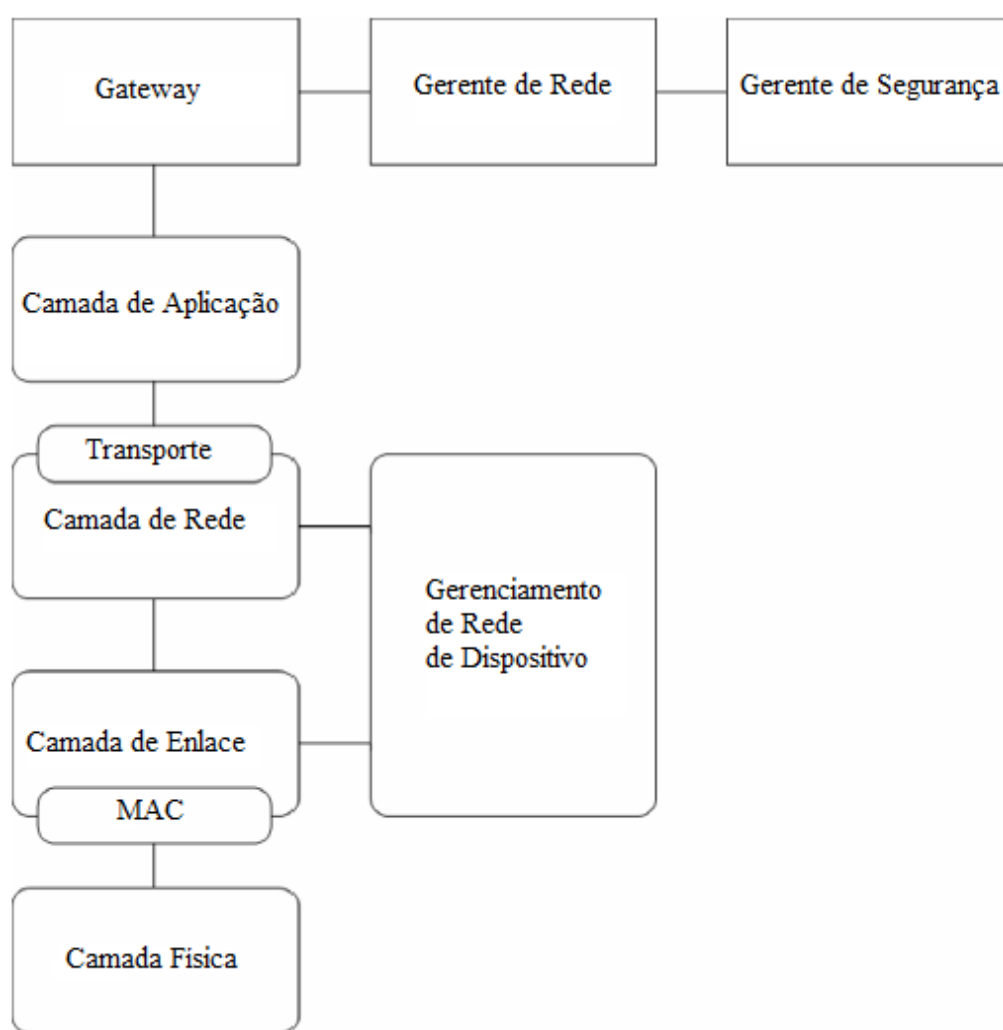 Gateway
Gerente de Rede
Gerente de Segurança
Camada de Aplicação
Transporte
Camada de Rede
Gerenciamento
de Rede
de Dispositivo
Camada de Enlace
MAC
Camada Física